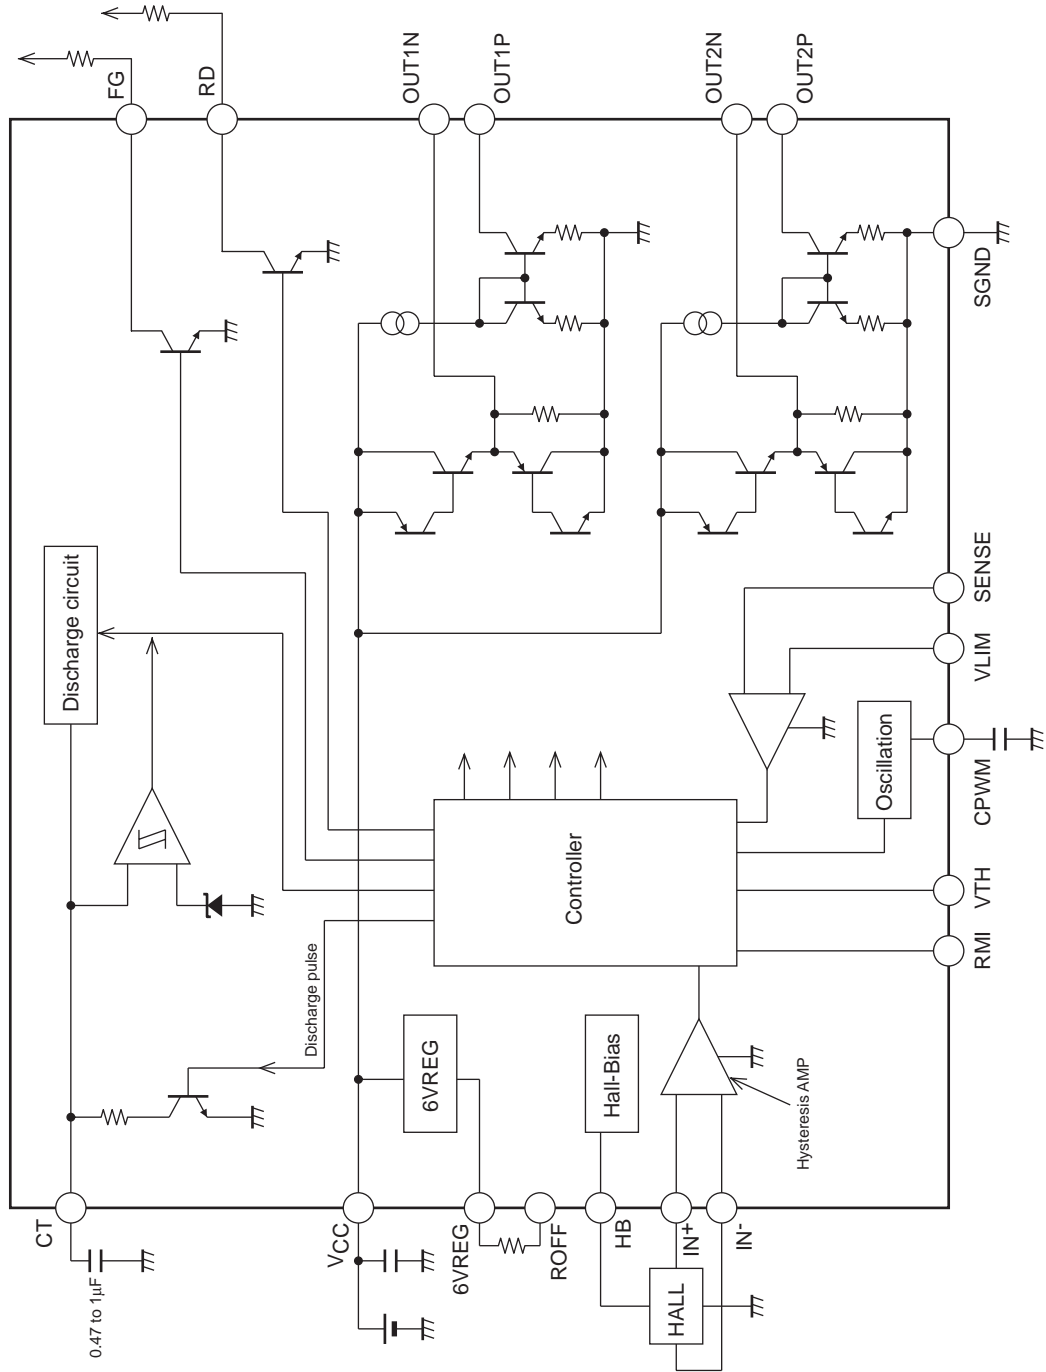 FG
RD
OUT1N
OUT1P
OUT2N
OUT2P
Discharge circuit
SGND
SENSE
VLIM
Oscillation
CPWM
Controller
VTH
RMI
Discharge pulse
6VREG
Hall-Bias
Hysteresis AMP
CT
0.47 to 1µF
VCC
6VREG
ROFF
HB
IN+
IN-
HALL